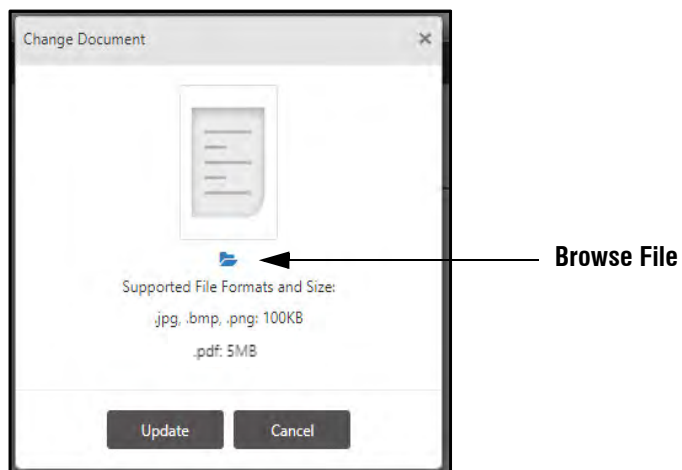 Change Document ×
Browse File
Supported File Formats and Size:
.jpg, .bmp, .png: 100KB
.pdf: 5MB
Update Cancel